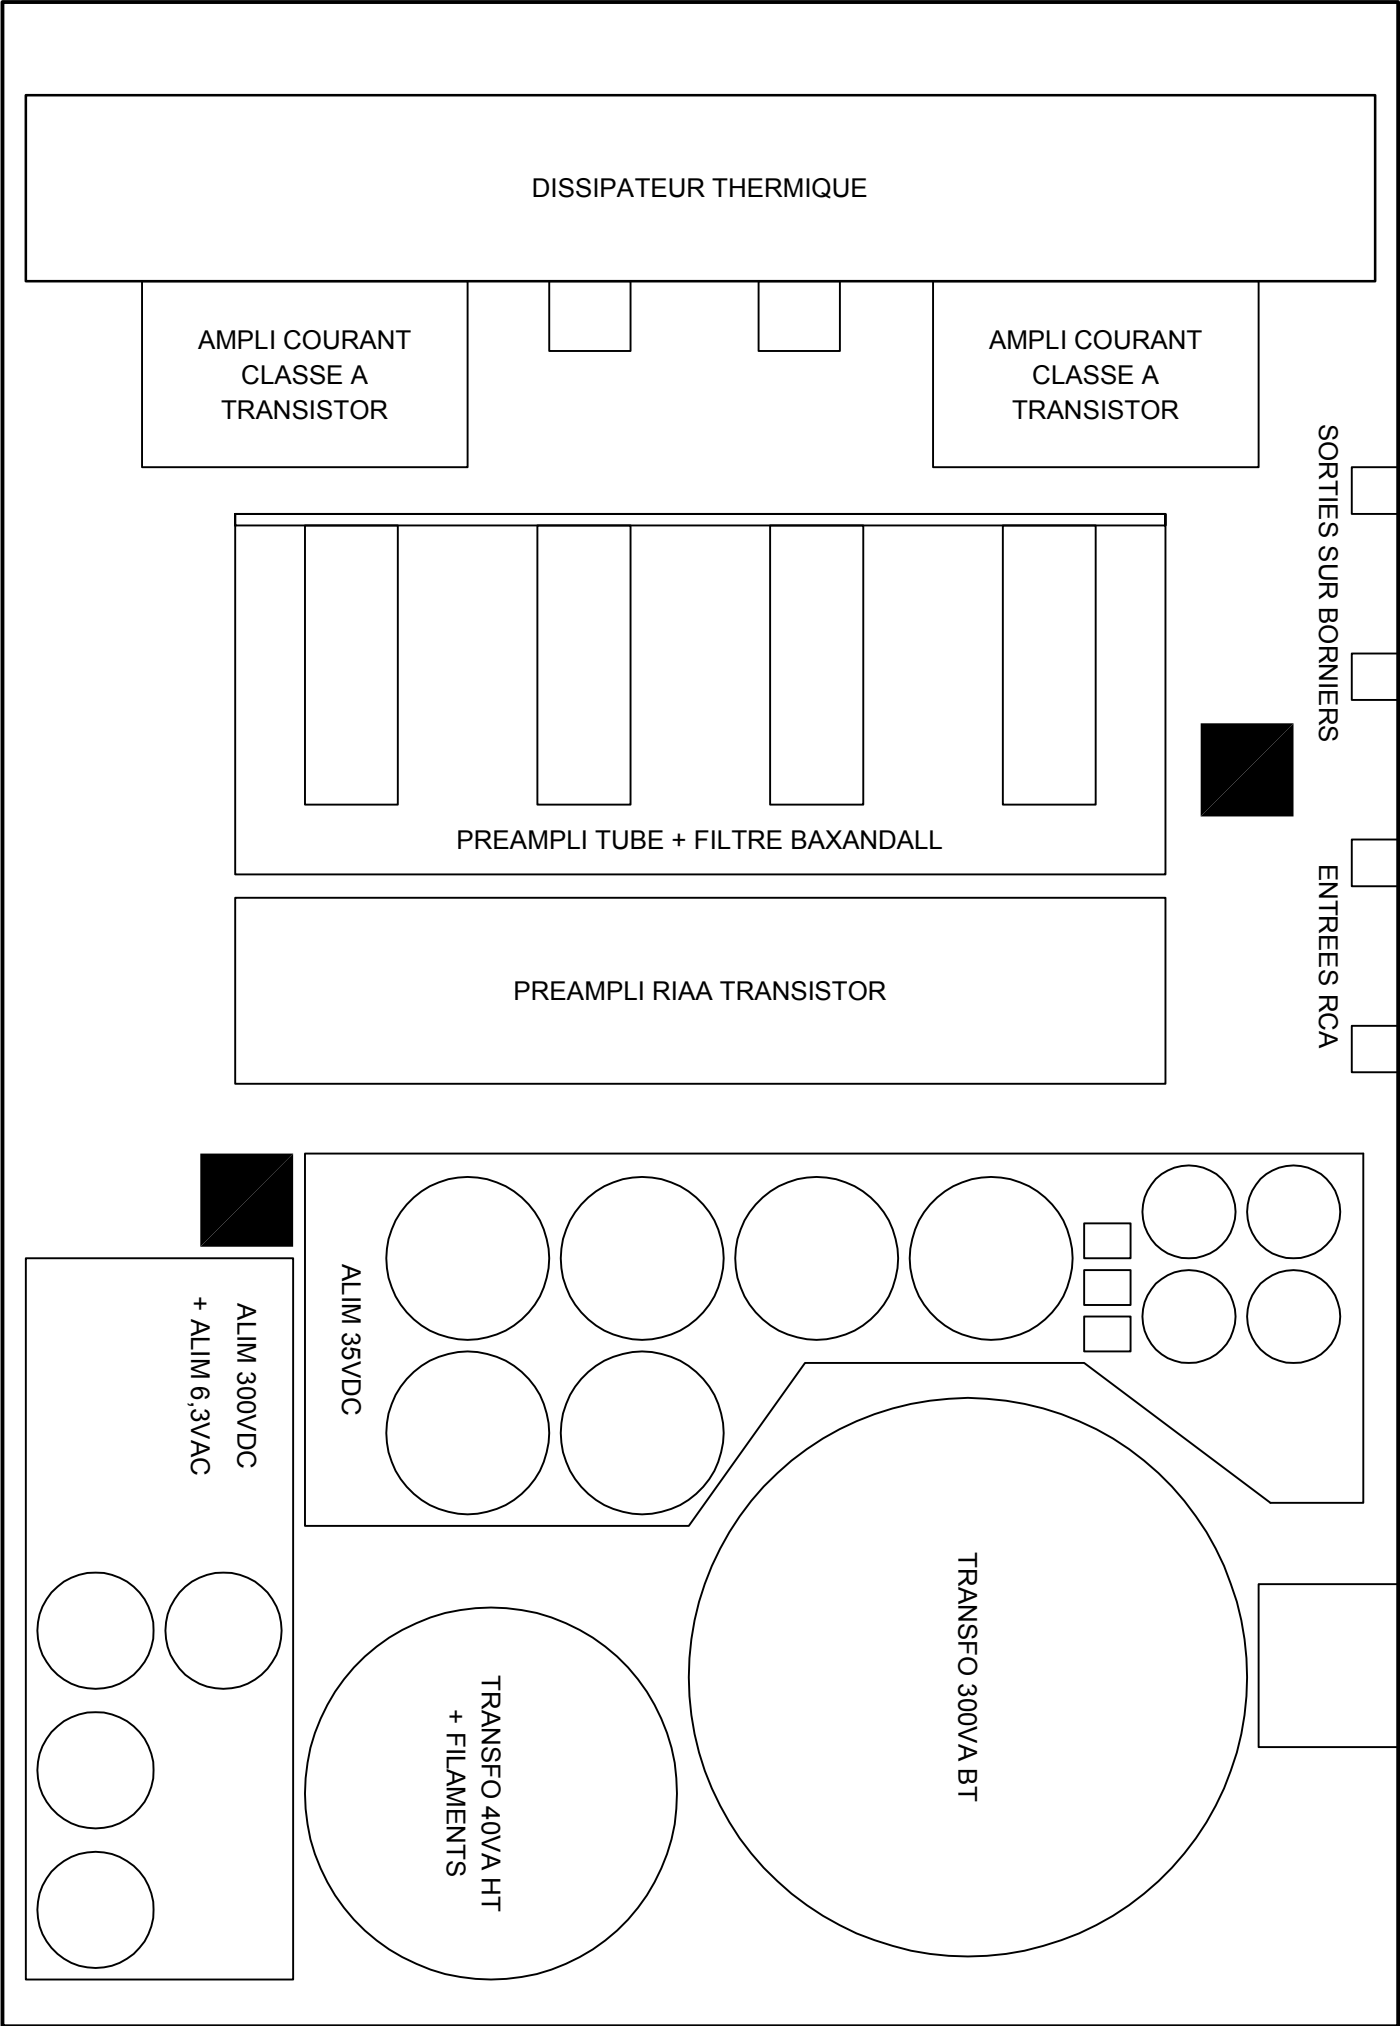 DISSIPATEUR THERMIQUE
AMPLI COURANT
CLASSE A
TRANSISTOR
AMPLI COURANT
CLASSE A
TRANSISTOR
SORTIES SUR BORNIERS
PREAMPLI TUBE + FILTRE BAXANDALL
ENTREES RCA
PREAMPLI RIAA TRANSISTOR
ALIM 35VDC
ALIM 300VDC
+ ALIM 6,3VAC
TRANSFO 300VA BT
TRANSFO 40VA HT
+ FILAMENTS